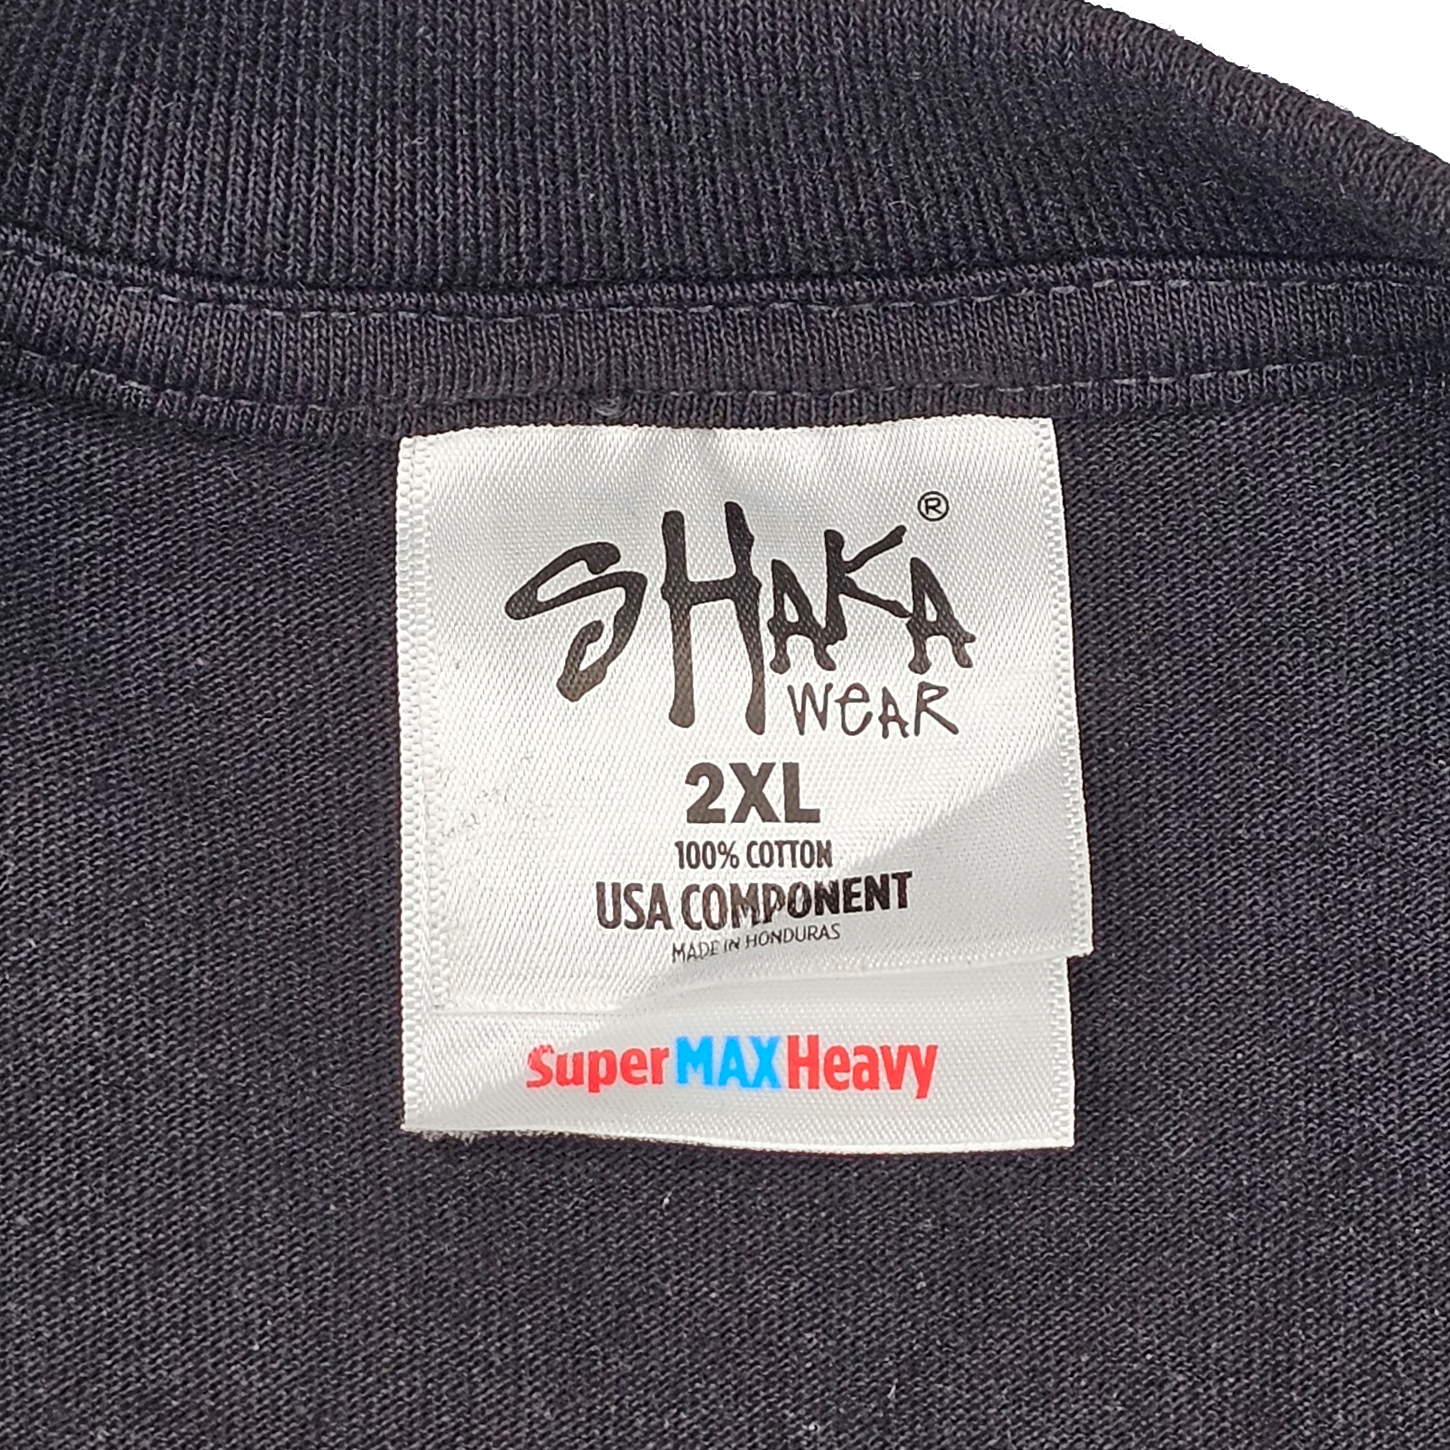 SHAKA®
WeAR
2XL
100% COTTON
USA COMPONENT
MADE IN HONDURAS
SuperMAXHeavy